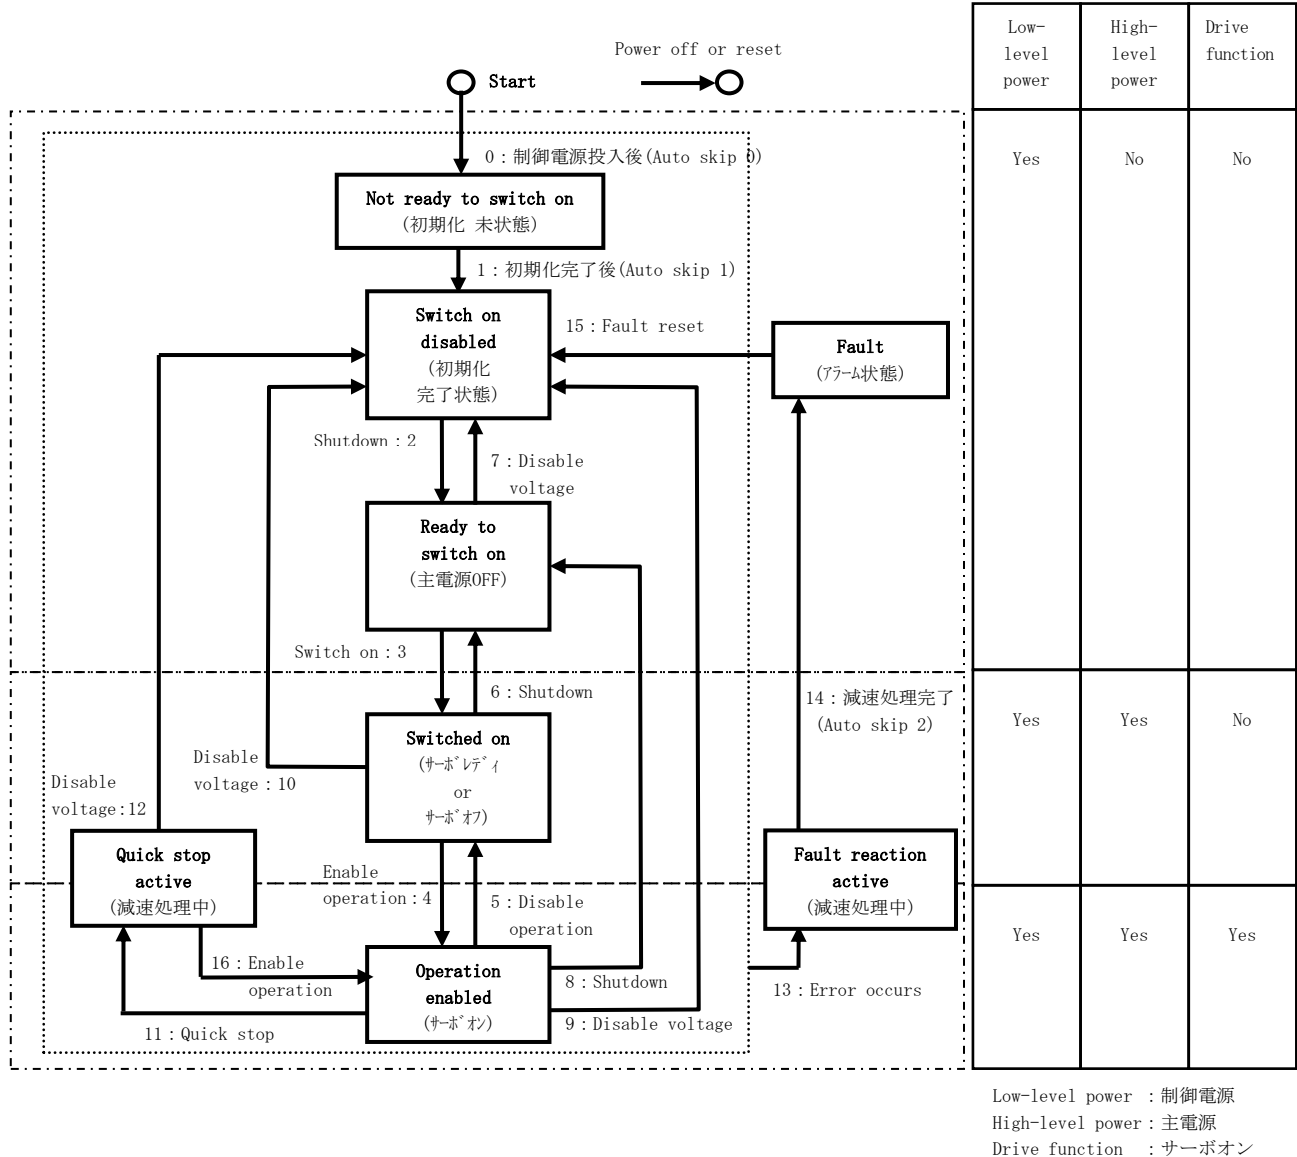 Power off or reset
Start
0：制御電源投入後(Auto skip 0)
Not ready to switch on
(初期化 未状態)
1：初期化完了後(Auto skip 1)
Switch on
disabled
(初期化
完了状態)
15：Fault reset
Fault
(ｱﾗｰﾑ状態)
Shutdown：2
7：Disable
voltage
Ready to
switch on
(主電源OFF)
Switch on：3
6：Shutdown
14：減速処理完了
(Auto skip 2)
Switched on
(ｻｰﾎﾞﾚﾃﾞｨ
or
ｻｰﾎﾞｵﾌ)
Disable
voltage：10
Disable
voltage:12
Quick stop
active
(減速処理中)
Enable
operation：4
5：Disable
operation
Fault reaction
active
(減速処理中)
16：Enable
operation
Operation
enabled
(ｻｰﾎﾞｵﾝ)
8：Shutdown
9：Disable voltage
13：Error occurs
11：Quick stop
Low-
level
power
High-
level
power
Drive
function
Yes No No
Yes Yes No
Yes Yes Yes
Low-level power ：制御電源
High-level power：主電源
Drive function ：サーボオン